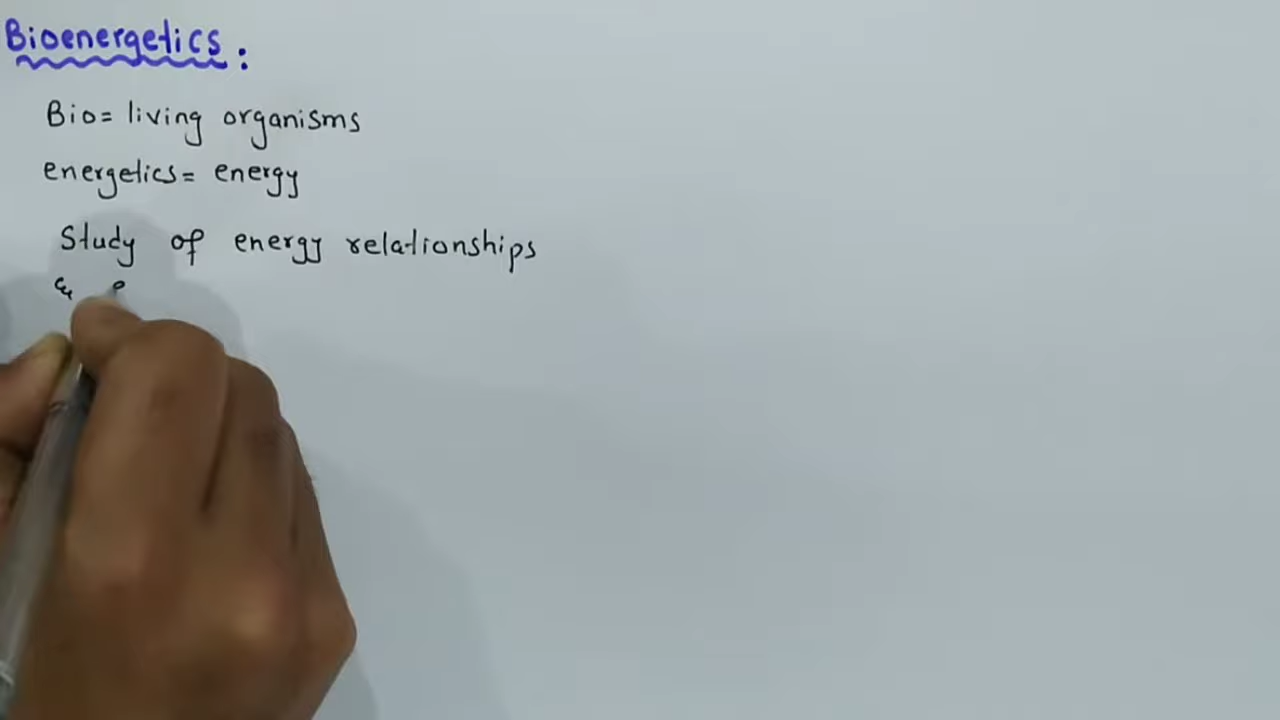 Bioenergetics :
Bio = living organisms
energetics = energy
Study of energy relationships
& e